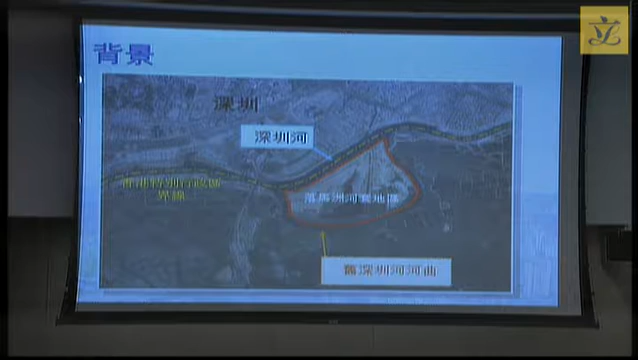 立
背景
深圳
深圳河
香港特別行政區
界線
落馬洲河套地區
舊深圳河河曲